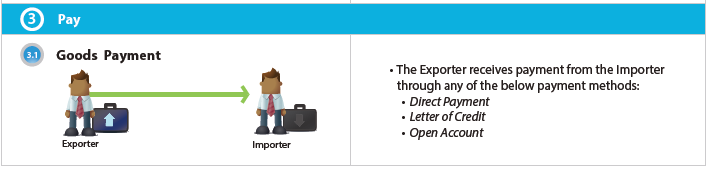 3 Pay
3.1 Goods Payment
Exporter
Importer
• The Exporter receives payment from the Importer
through any of the below payment methods:
• Direct Payment
• Letter of Credit
• Open Account